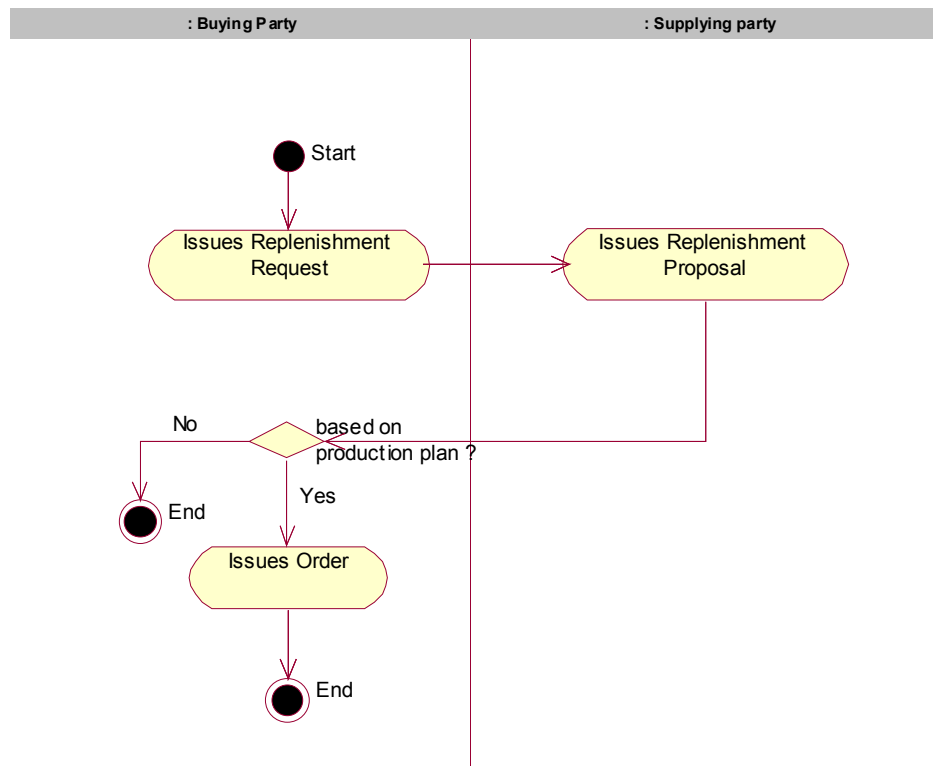 : Buying Party
: Supplying party
Start
Issues Replenishment
Request
Issues Replenishment
Proposal
No
based on
production plan ?
Yes
End
Issues Order
End